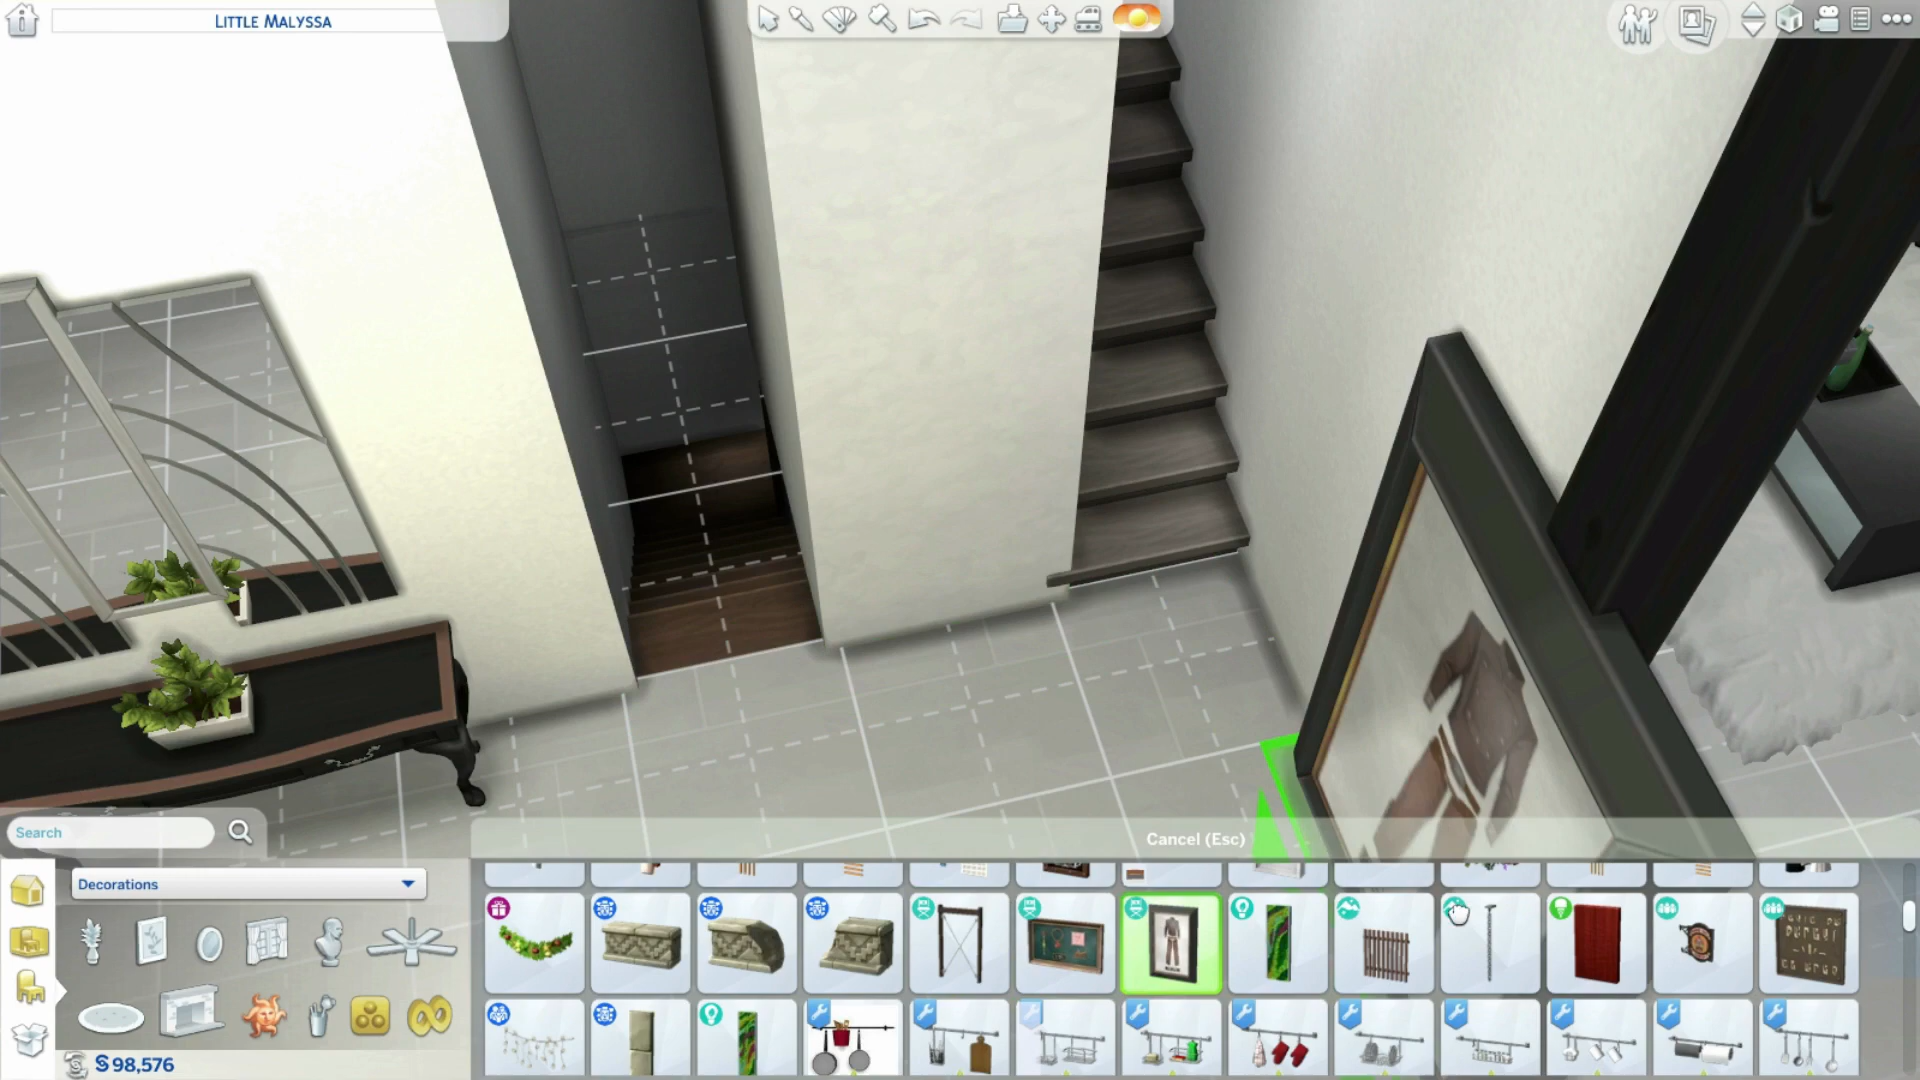 LITTLE MALYSSA
Search
Cancel (Esc)
Decorations
§98,576